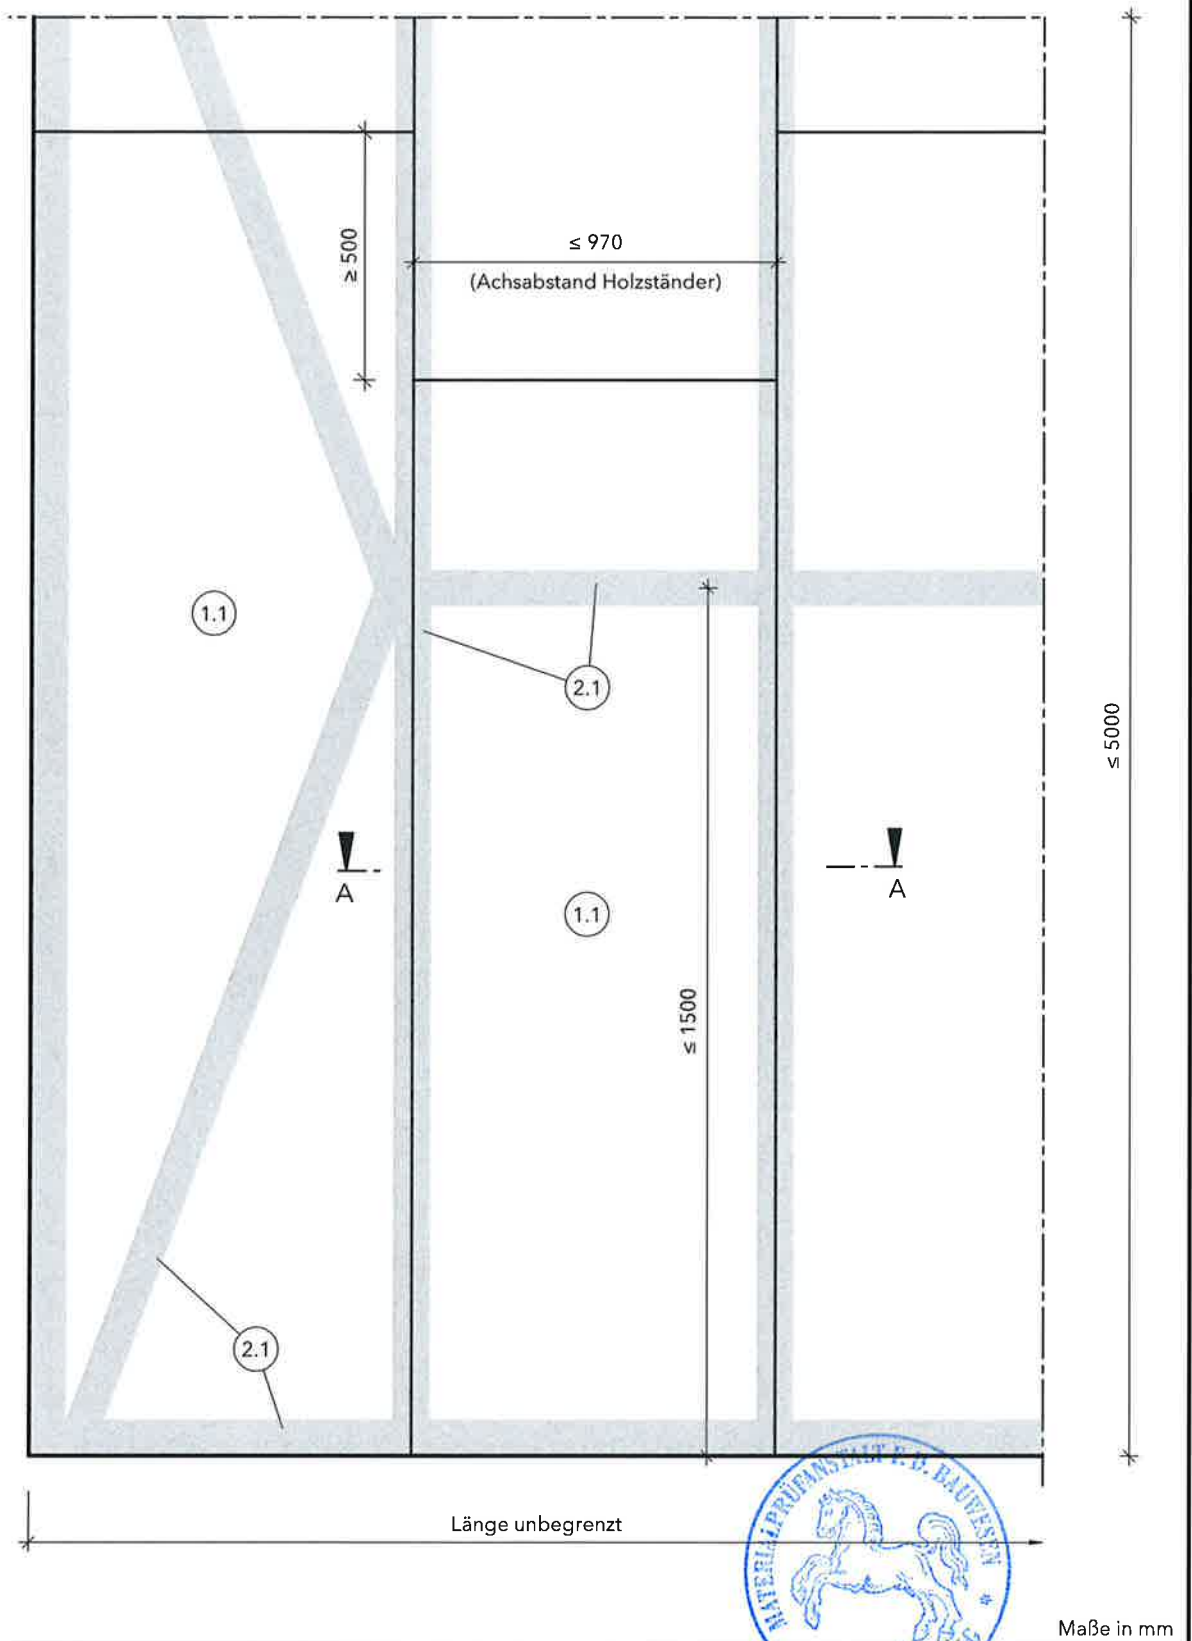 ≤ 970
(Achsabstand Holzständer)
≥ 500
1.1
2.1
≤ 5000
A
A
1.1
≤ 1500
2.1
Länge unbegrenzt
MATERIALPRÜFANSTALT F. D. BAUWESEN *
Maße in mm